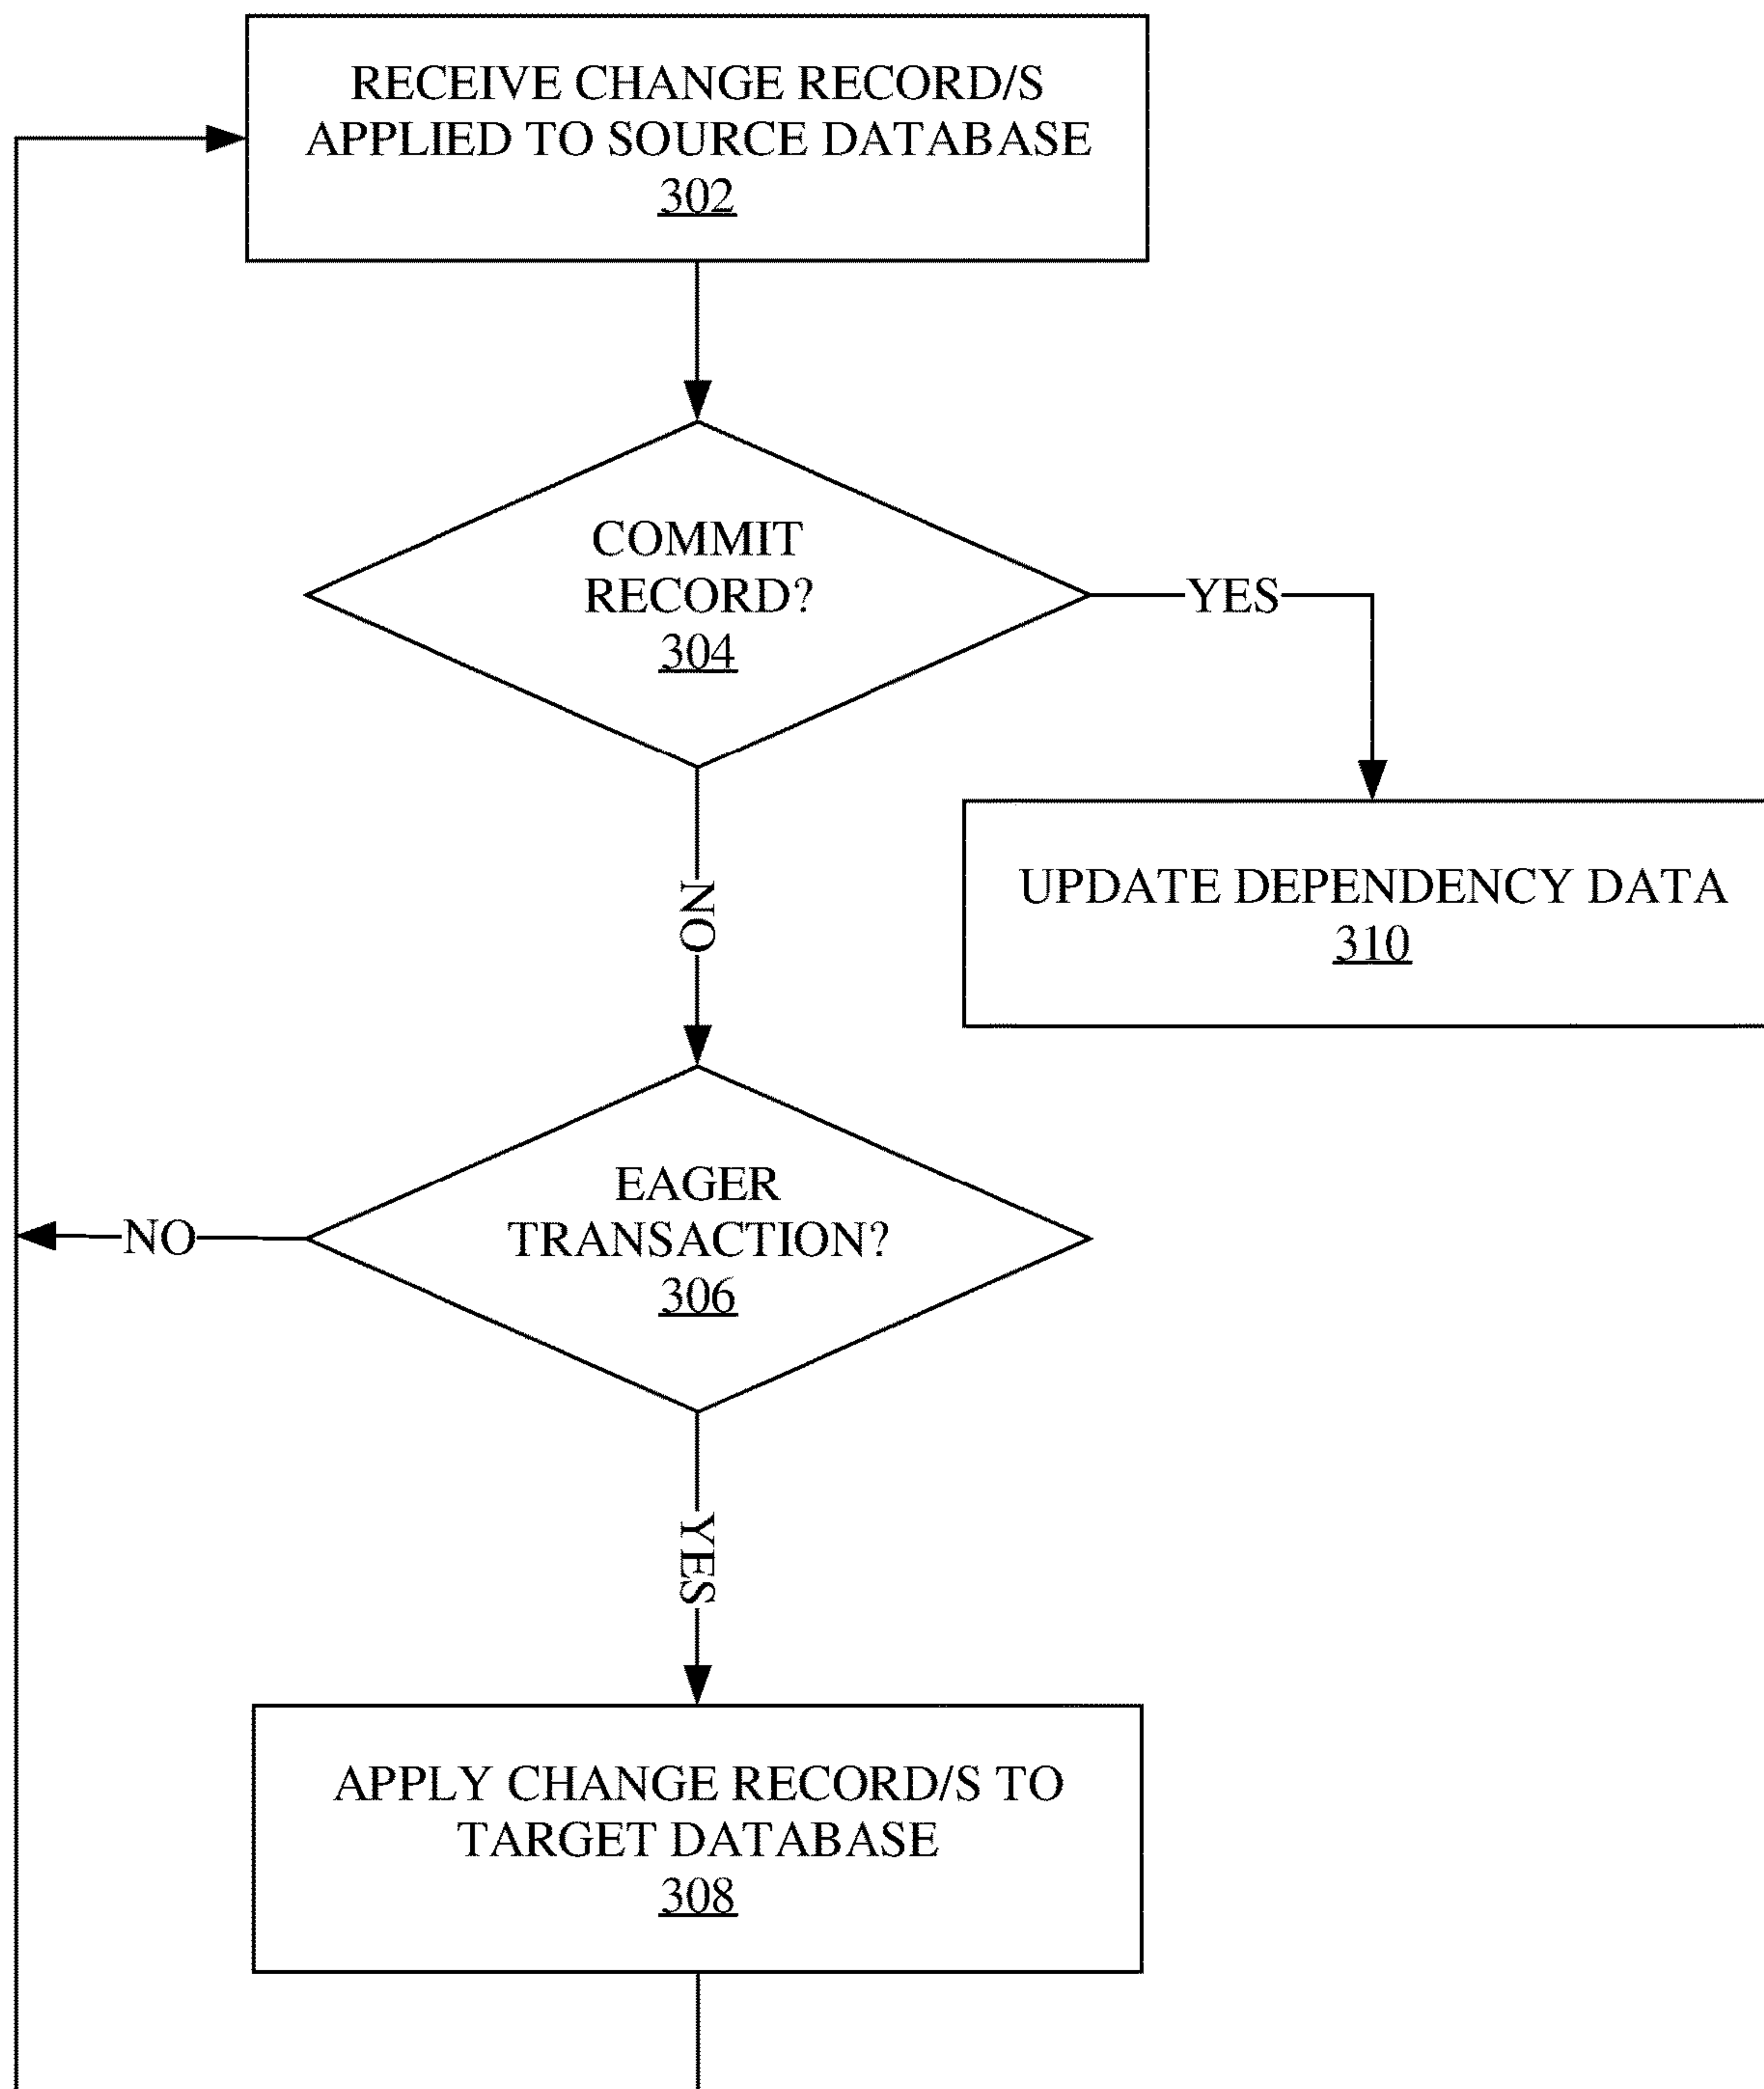 RECEIVE CHANGE RECORD/S
APPLIED TO SOURCE DATABASE
302
COMMIT
RECORD?
304
YES
NO
UPDATE DEPENDENCY DATA
310
EAGER
TRANSACTION?
306
NO
YES
APPLY CHANGE RECORD/S TO
TARGET DATABASE
308